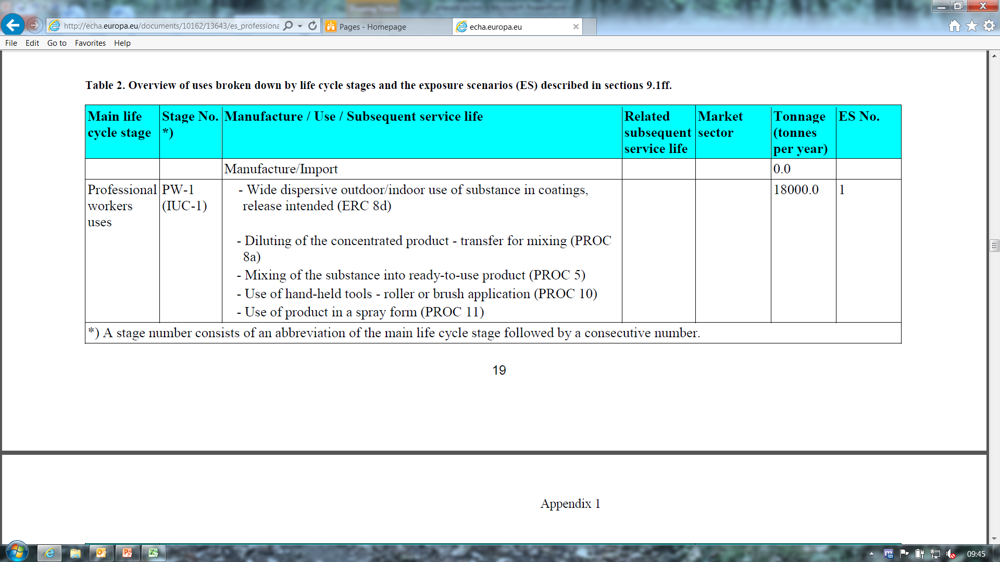 http://echa.europa.eu/documents/10162/13643/es_professiona
Pages - Homepage
echa.europa.eu
File Edit Go to Favorites Help
Table 2. Overview of uses broken down by life cycle stages and the exposure scenarios (ES) described in sections 9.1ff.
Main life cycle stage
Stage No. *)
Manufacture / Use / Subsequent service life
Related subsequent service life
Market sector
Tonnage (tonnes per year)
ES No.
Manufacture/Import 0.0
Professional workers uses
PW-1 (IUC-1)
- Wide dispersive outdoor/indoor use of substance in coatings,
release intended (ERC 8d)
18000.0
1
- Diluting of the concentrated product - transfer for mixing (PROC
8a)
- Mixing of the substance into ready-to-use product (PROC 5)
- Use of hand-held tools - roller or brush application (PROC 10)
- Use of product in a spray form (PROC 11)
*) A stage number consists of an abbreviation of the main life cycle stage followed by a consecutive number.
19
Appendix 1
09:45